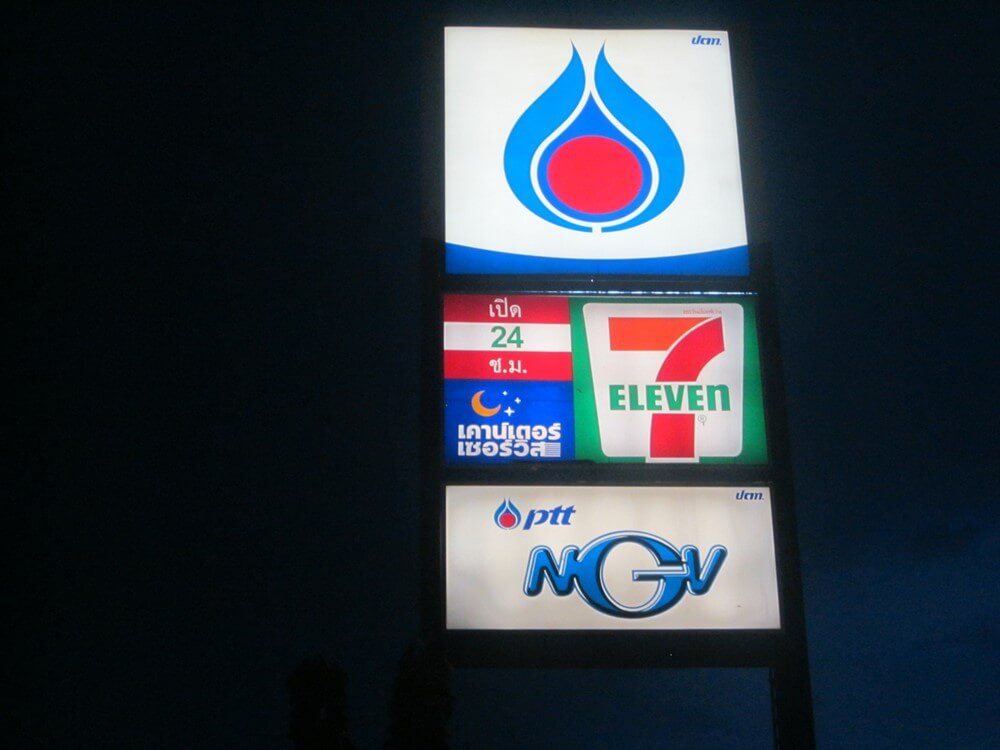 ปตท.
เปิด
24
ช.ม.
เคาน์เตอร์
เซอร์วิส
7
ELEVEn
®
ปตท.
ptt
NGV